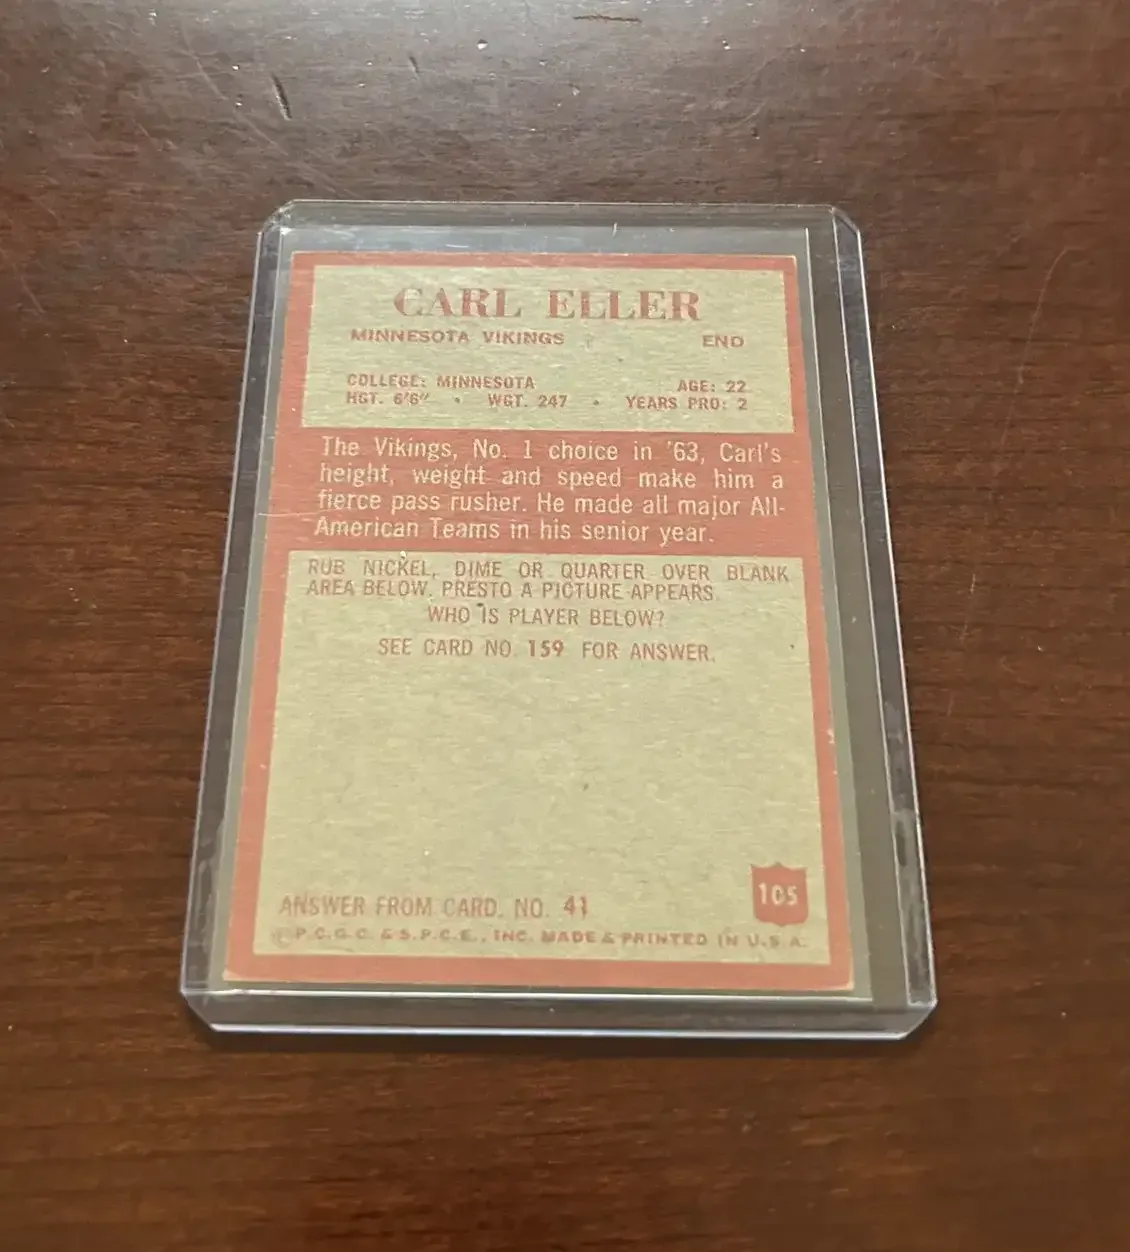 CARL ELLER
MINNESOTA VIKINGS END
COLLEGE: MINNESOTA AGE: 22
HGT. 6'6" • WGT. 247 • YEARS PRO: 2
The Vikings, No. 1 choice in '63, Carl's
height, weight and speed make him a
fierce pass rusher. He made all major All-
American Teams in his senior year.
RUB NICKEL, DIME OR QUARTER OVER BLANK
AREA BELOW. PRESTO A PICTURE APPEARS
WHO IS PLAYER BELOW?
SEE CARD NO. 159 FOR ANSWER.
105
ANSWER FROM CARD. NO. 41
© P.C.G.C. & S.P.C.E., INC. MADE & PRINTED IN U.S.A.